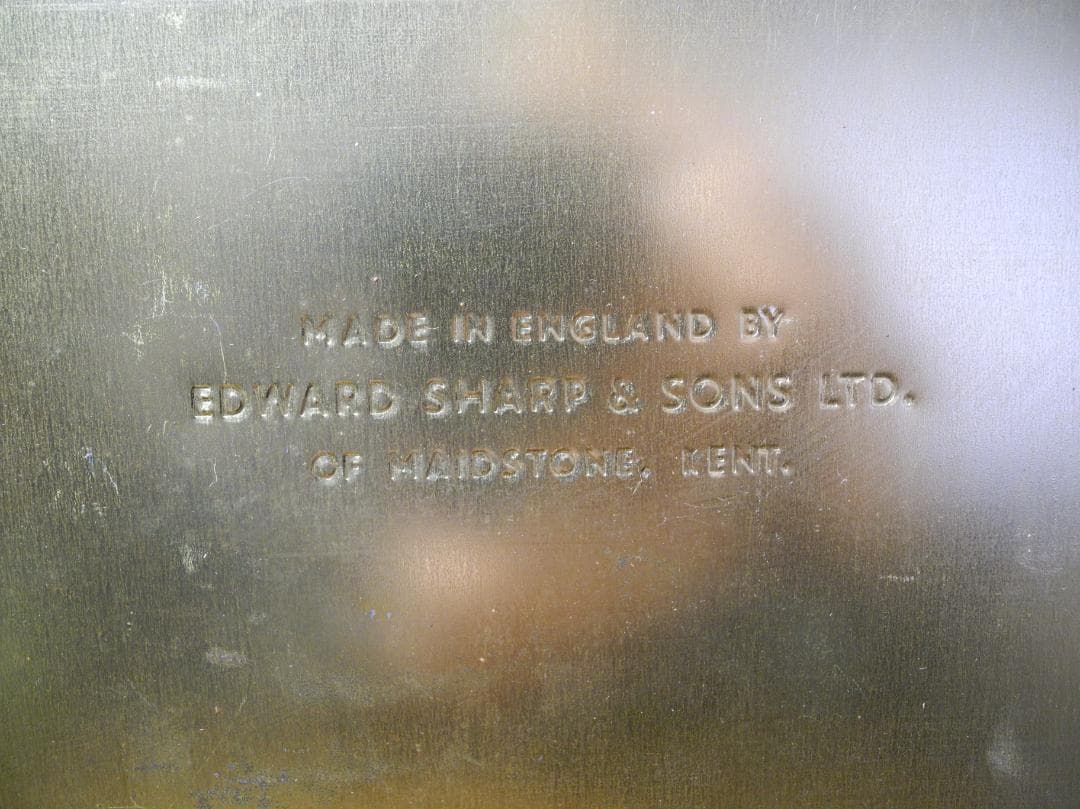 MADE IN ENGLAND BY
EDWARD SHARP & SONS LTD.
OF MAIDSTONE, KENT.